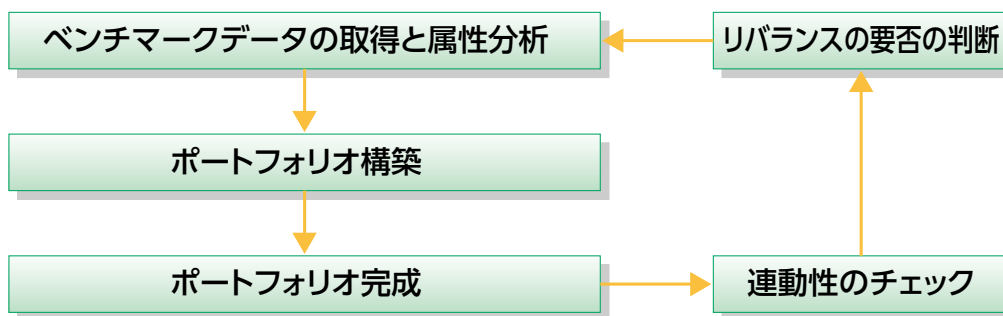 ベンチマークデータの取得と属性分析
リバランスの要否の判断
ポートフォリオ構築
ポートフォリオ完成
連動性のチェック